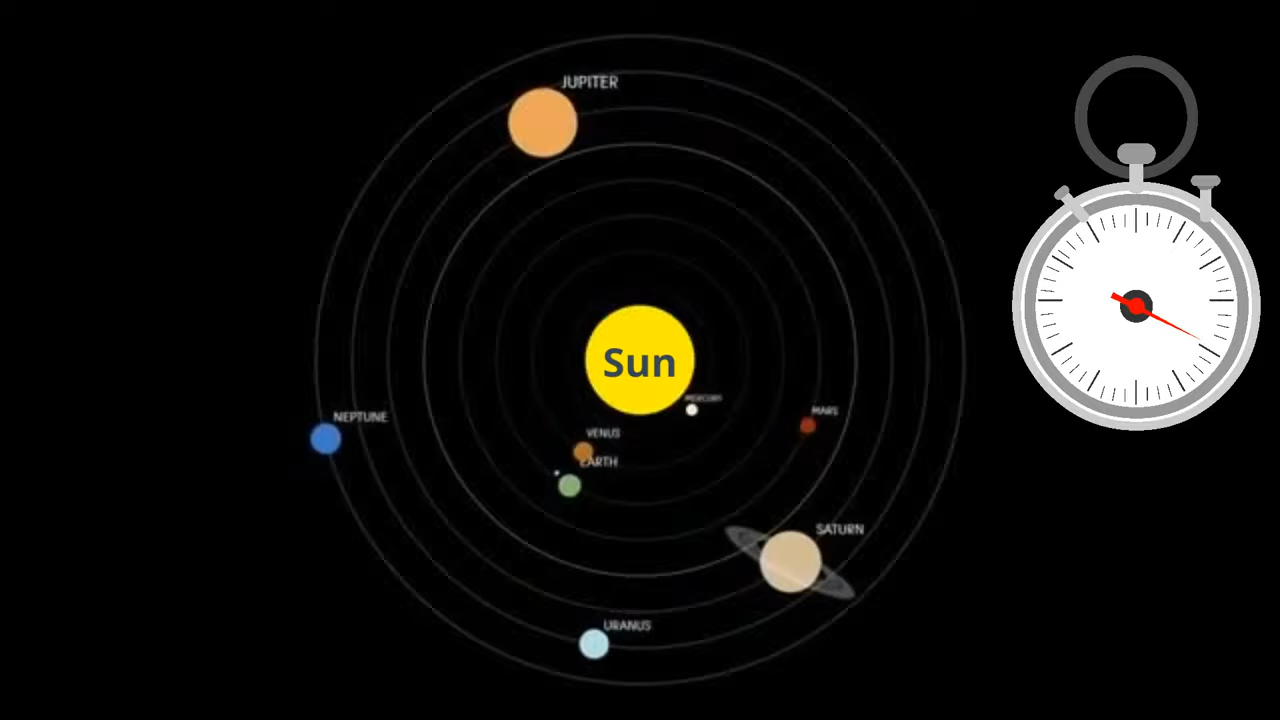 JUPITER
Sun
MERCURY
MARS
NEPTUNE
VENUS
EARTH
SATURN
URANUS